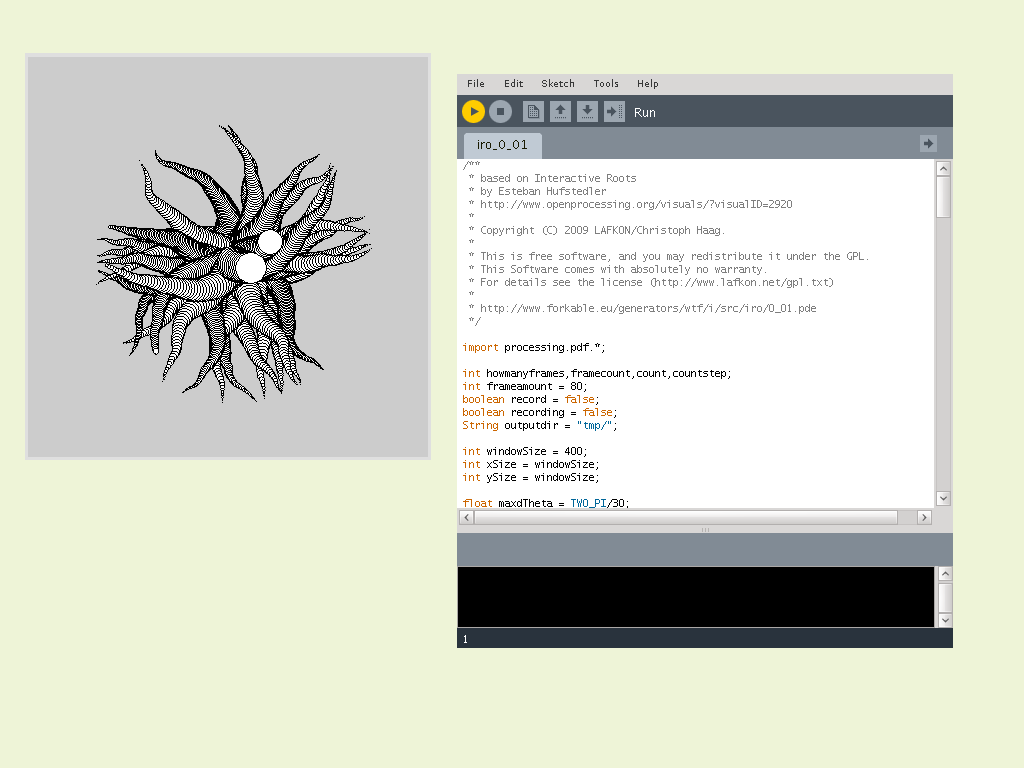 File Edit Sketch Tools Help
Run
iro_0_01
/**
 * based on Interactive Roots
 * by Esteban Hufstedler
 * http://www.openprocessing.org/visuals/?visualID=2920
 *
 * Copyright (C) 2009 LAFKON/Christoph Haag.
 *
 * This is free software, and you may redistribute it under the GPL.
 * This Software comes with absolutely no warranty.
 * For details see the license (http://www.lafkon.net/gpl.txt)
 *
 * http://www.forkable.eu/generators/wtf/i/src/iro/0_01.pde
 */
import processing.pdf.*;
int howmanyframes,framecount,count,countstep;
int frameamount = 80;
boolean record = false;
boolean recording = false;
String outputdir = "tmp/";
int windowSize = 400;
int xSize = windowSize;
int ySize = windowSize;
float maxdTheta = TWO_PI/30;
1